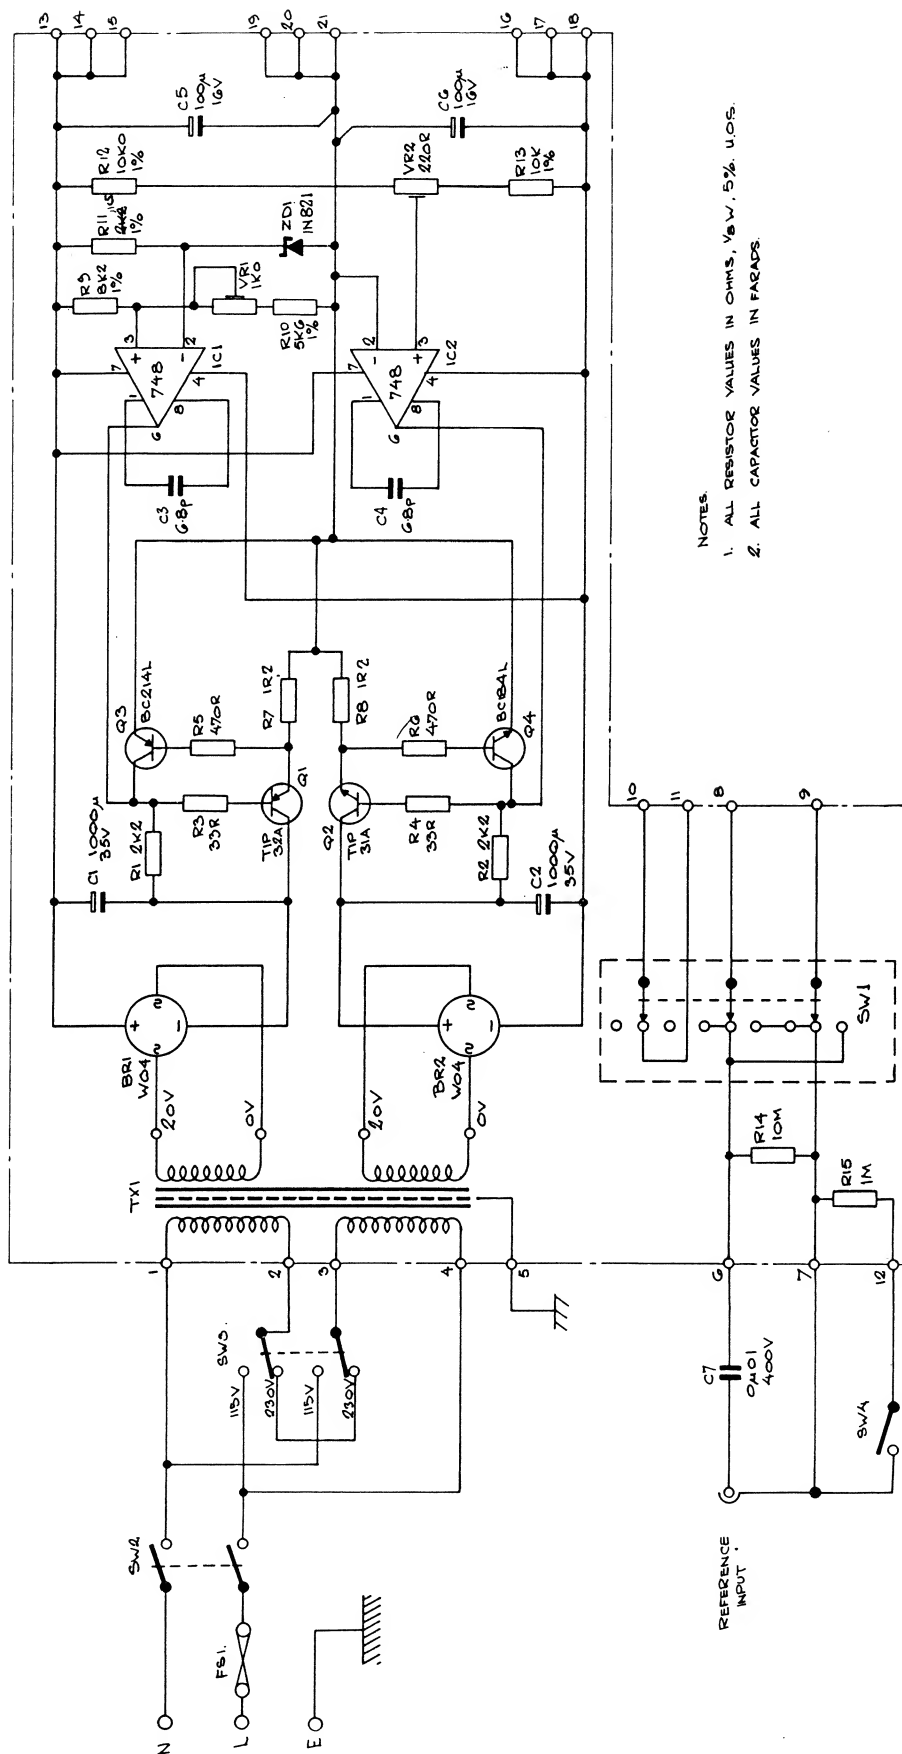 N
L
E
FS1.
SW2
SW3.
115V
230V
115V
230V
1
2
3
4
5
TX1
20V
0V
20V
0V
BR1
W04
BR2
W04
+
~
~
-
+
~
~
-
C1 1000µ
35V
R1 2K2
R3
33R
TIP
32A
Q1
Q2
TIP
31A
R4
33R
R2 2K2
C2
1000µ
35V
Q3
BC214L
R5
470R
R7 1R2
R8 1R2
R6
470R
BC184L
Q4
C3
6.8p
C4
6.8p
7
3
+
1
748
6
8
-
2
4
IC1
7
2
-
1
748
6
8
+
3
4
IC2
R9
8K2
1%
R11
1%
R12
10K0
1%
VR1
1K0
R10
5K6
1%
ZD1
1N821
C5
100µ
16V
C6
100µ
16V
VR2
220R
R13
10K
1%
13
14
15
19
20
21
16
17
18
10
11
8
9
SW1
R14
10M
R15
1M
6
7
12
C7
0µ01
400V
SW4
REFERENCE
INPUT.
NOTES.
1. ALL RESISTOR VALUES IN OHMS, 1/8W, 5%. U.O.S.
2. ALL CAPACITOR VALUES IN FARADS.